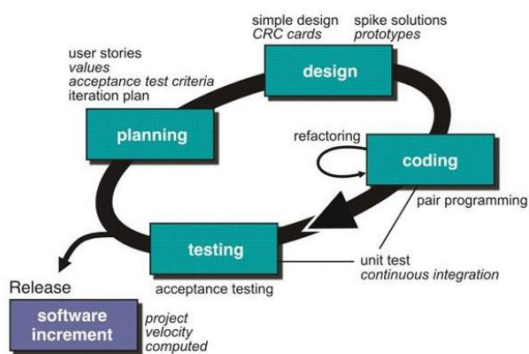 simple design
CRC cards
spike solutions
prototypes
user stories
values
acceptance test criteria
iteration plan
design
planning
refactoring
coding
pair programming
testing
unit test
continuous integration
acceptance testing
Release
software
increment
project
velocity
computed